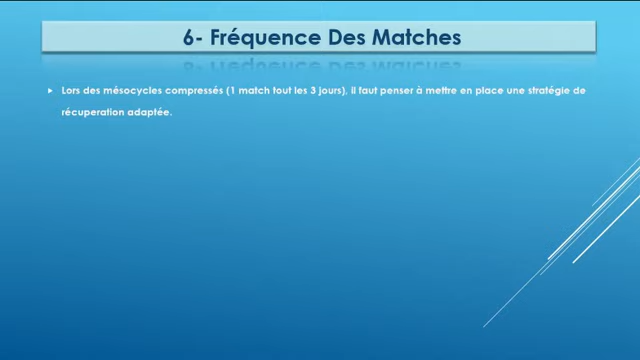 6- Fréquence Des Matches
Lors des mésocycles compressés (1 match tout les 3 jours), il faut penser à mettre en place une stratégie de
récuperation adaptée.